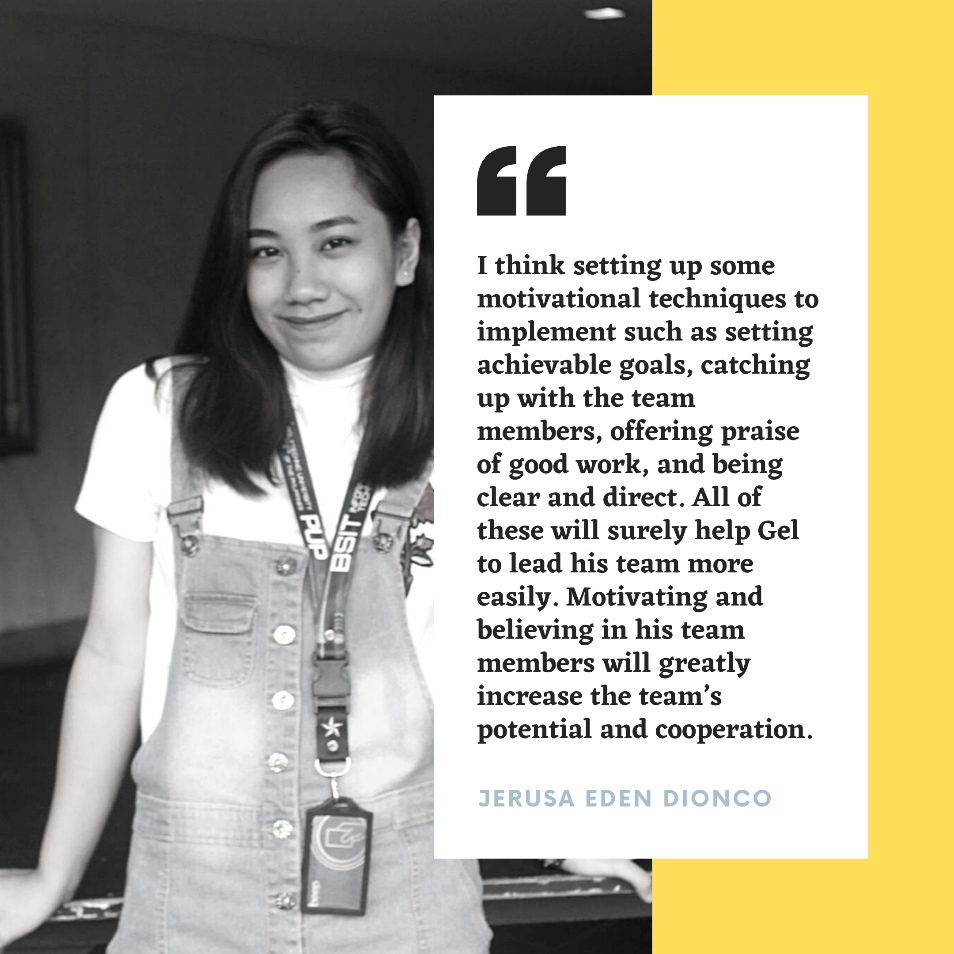 I think setting up some
motivational techniques to
implement such as setting
achievable goals, catching
up with the team
members, offering praise
of good work, and being
clear and direct. All of
these will surely help Gel
to lead his team more
easily. Motivating and
believing in his team
members will greatly
increase the team’s
potential and cooperation.
JERUSA EDEN DIONCO
PUP
BSIT
beep